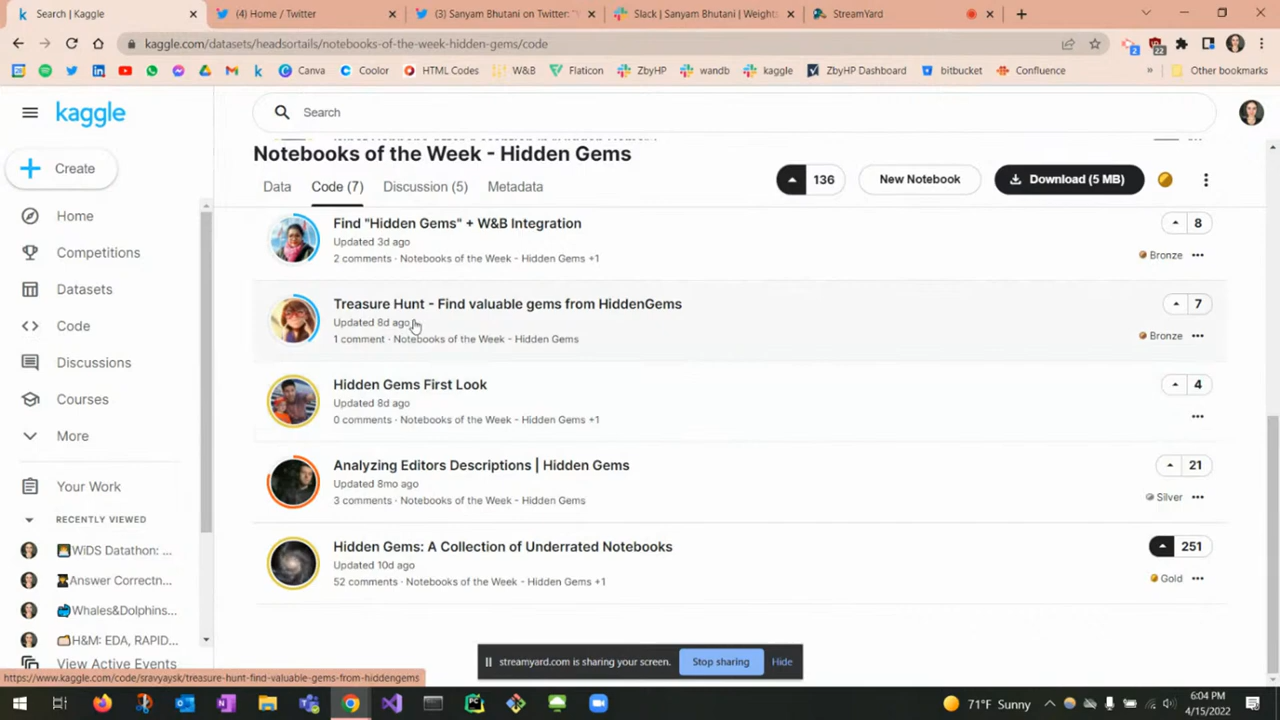 Search | Kaggle
(4) Home / Twitter
(3) Sanyam Bhutani on Twitter: "
Slack | Sanyam Bhutani | Weight
StreamYard
kaggle.com/datasets/headsortails/notebooks-of-the-week-hidden-gems/code
2
22
Canva
Coolor
HTML Codes
W&B
Flaticon
ZbyHP
wandb
kaggle
ZbyHP Dashboard
bitbucket
Confluence
»
Other bookmarks
kaggle
Search
Notebooks of the Week - Hidden Gems
136
New Notebook
Download (5 MB)
Data
Code (7)
Discussion (5)
Metadata
Create
Home
Competitions
Datasets
Code
Discussions
Courses
More
Your Work
RECENTLY VIEWED
WiDS Datathon: ...
Answer Correctn...
Whales&Dolphins...
H&M: EDA, RAPID...
View Active Events
Find "Hidden Gems" + W&B Integration
Updated 3d ago
2 comments · Notebooks of the Week - Hidden Gems +1
8
Bronze
Treasure Hunt - Find valuable gems from HiddenGems
Updated 8d ago
1 comment · Notebooks of the Week - Hidden Gems
7
Bronze
Hidden Gems First Look
Updated 8d ago
0 comments · Notebooks of the Week - Hidden Gems +1
4
Analyzing Editors Descriptions | Hidden Gems
Updated 8mo ago
3 comments · Notebooks of the Week - Hidden Gems
21
Silver
Hidden Gems: A Collection of Underrated Notebooks
Updated 10d ago
52 comments · Notebooks of the Week - Hidden Gems +1
251
Gold
streamyard.com is sharing your screen.
Stop sharing
Hide
https://www.kaggle.com/code/sravyaysk/treasure-hunt-find-valuable-gems-from-hiddengems
71°F Sunny
6:04 PM
4/15/2022